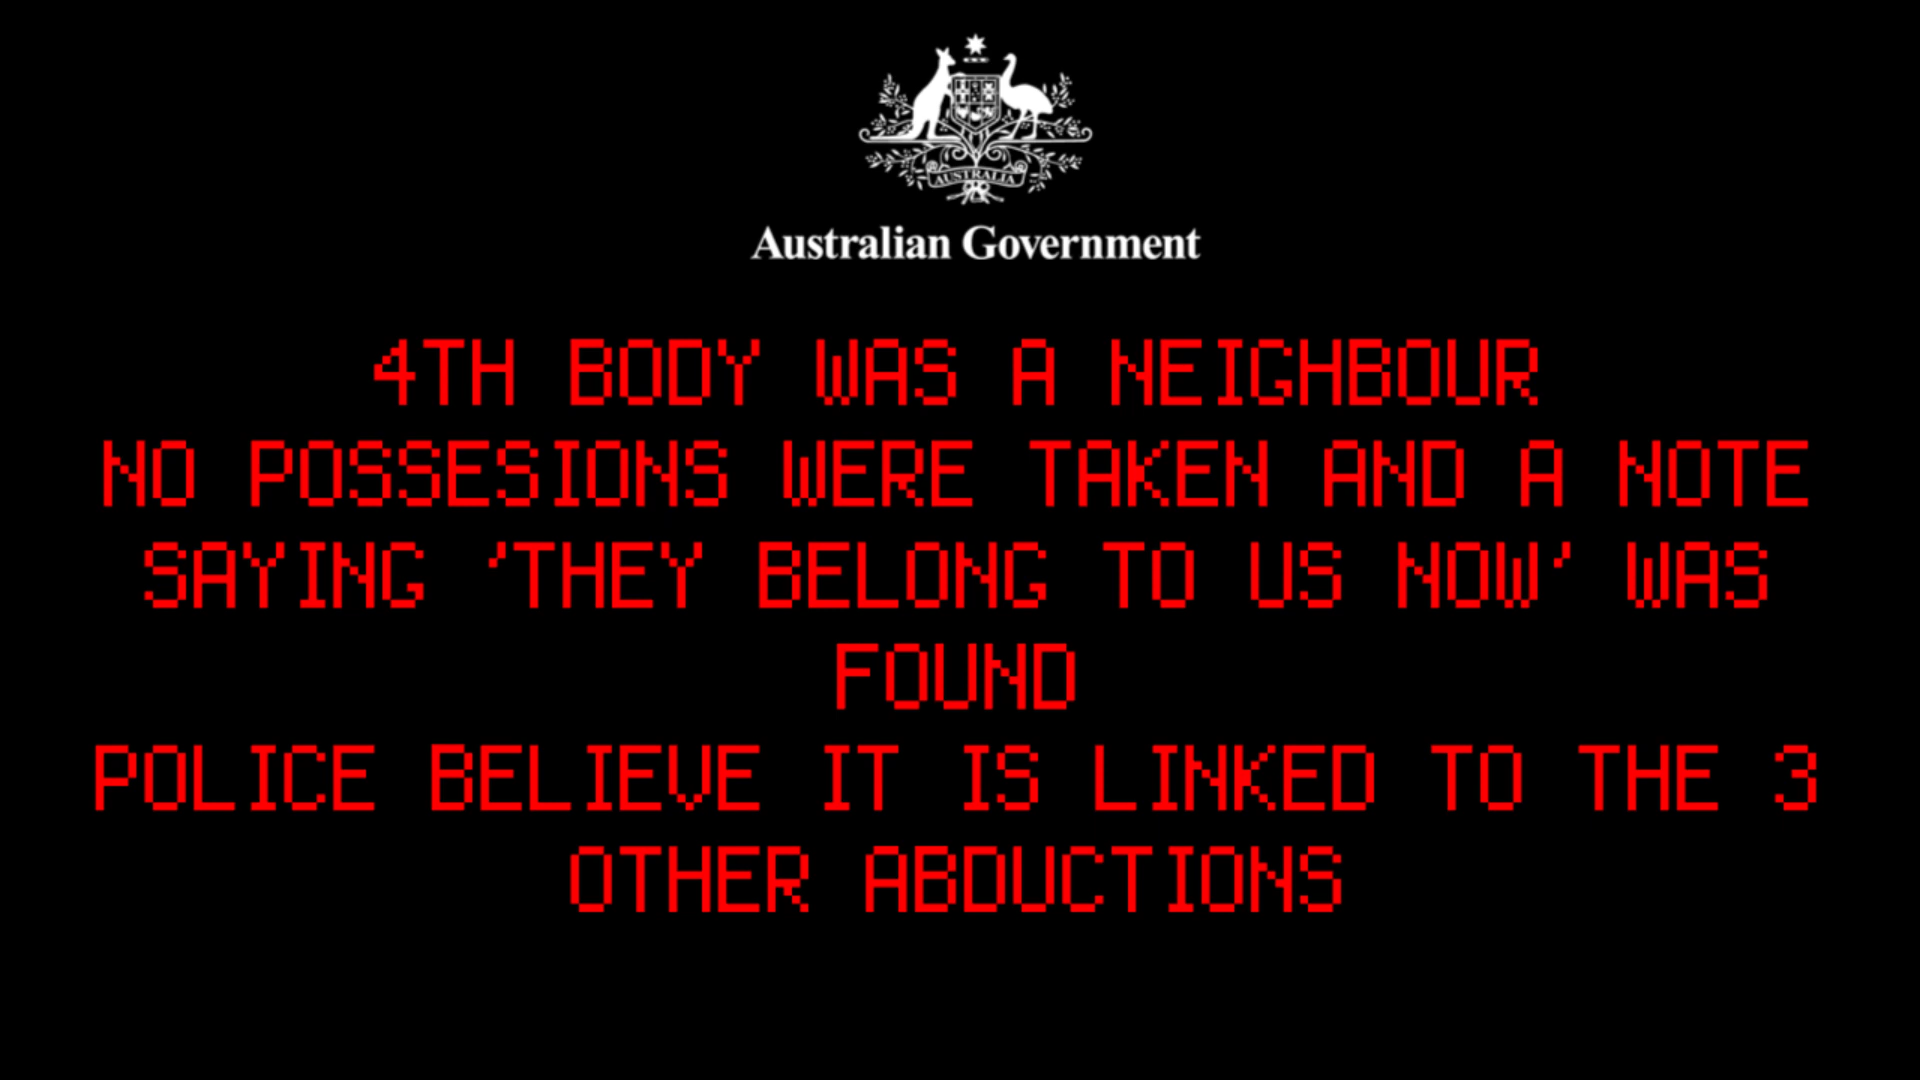 AUSTRALIA
Australian Government
4TH BODY WAS A NEIGHBOUR
NO POSSESIONS WERE TAKEN AND A NOTE
SAYING 'THEY BELONG TO US NOW' WAS
FOUND
POLICE BELIEVE IT IS LINKED TO THE 3
OTHER ABDUCTIONS